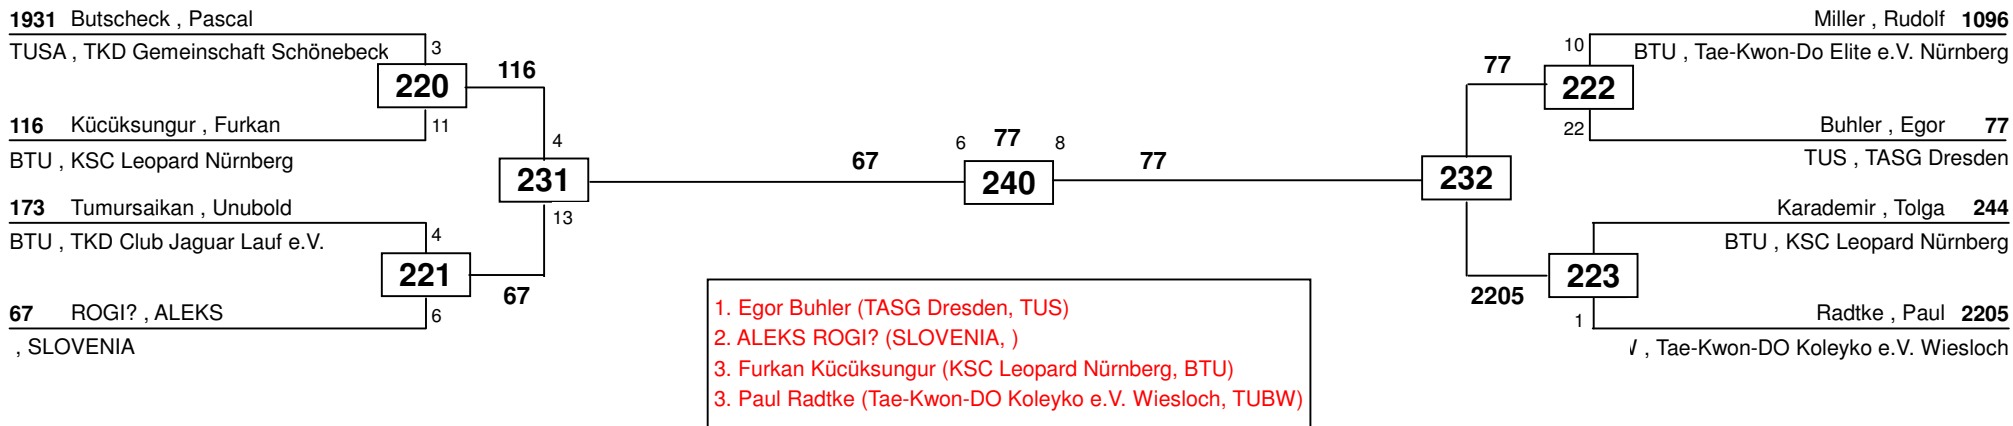 1931 Butscheck , Pascal
TUSA , TKD Gemeinschaft Schönebeck
3
220
116
116 Kücüksungur , Furkan
11
BTU , KSC Leopard Nürnberg
4
231
13
173 Tumursaikan , Unubold
BTU , TKD Club Jaguar Lauf e.V.
4
221
67
67 ROGI? , ALEKS
6
, SLOVENIA
67
6 77 8
240
77
Miller , Rudolf 1096
10
BTU , Tae-Kwon-Do Elite e.V. Nürnberg
77
222
22
Buhler , Egor 77
TUS , TASG Dresden
232
Karademir , Tolga 244
BTU , KSC Leopard Nürnberg
223
2205
1
Radtke , Paul 2205
, Tae-Kwon-DO Koleyko e.V. Wiesloch
1. Egor Buhler (TASG Dresden, TUS)
2. ALEKS ROGI? (SLOVENIA, )
3. Furkan Kücüksungur (KSC Leopard Nürnberg, BTU)
3. Paul Radtke (Tae-Kwon-DO Koleyko e.V. Wiesloch, TUBW)